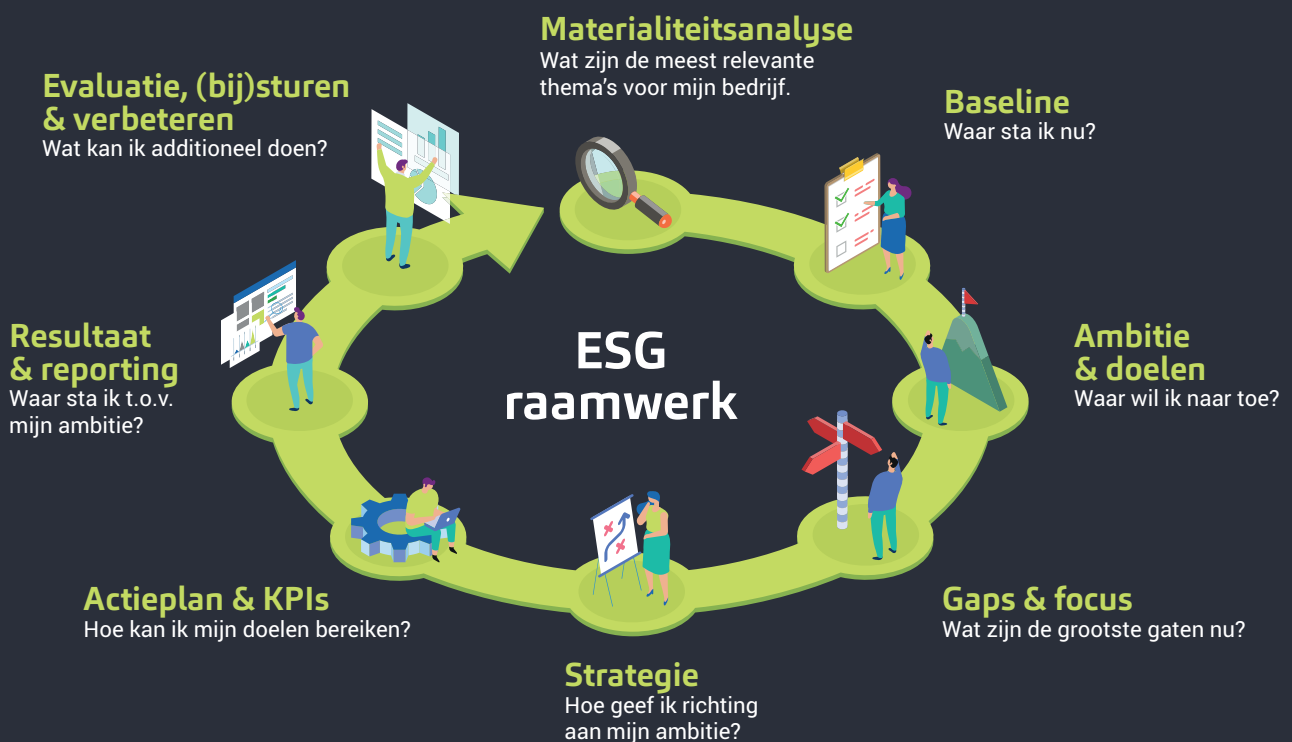 Materialiteitsanalyse
Wat zijn de meest relevante
thema's voor mijn bedrijf.
Baseline
Waar sta ik nu?
Ambitie
& doelen
Waar wil ik naar toe?
Gaps & focus
Wat zijn de grootste gaten nu?
Strategie
Hoe geef ik richting
aan mijn ambitie?
Actieplan & KPIs
Hoe kan ik mijn doelen bereiken?
Resultaat
& reporting
Waar sta ik t.o.v.
mijn ambitie?
Evaluatie, (bij)sturen
& verbeteren
Wat kan ik additioneel doen?
ESG
raamwerk